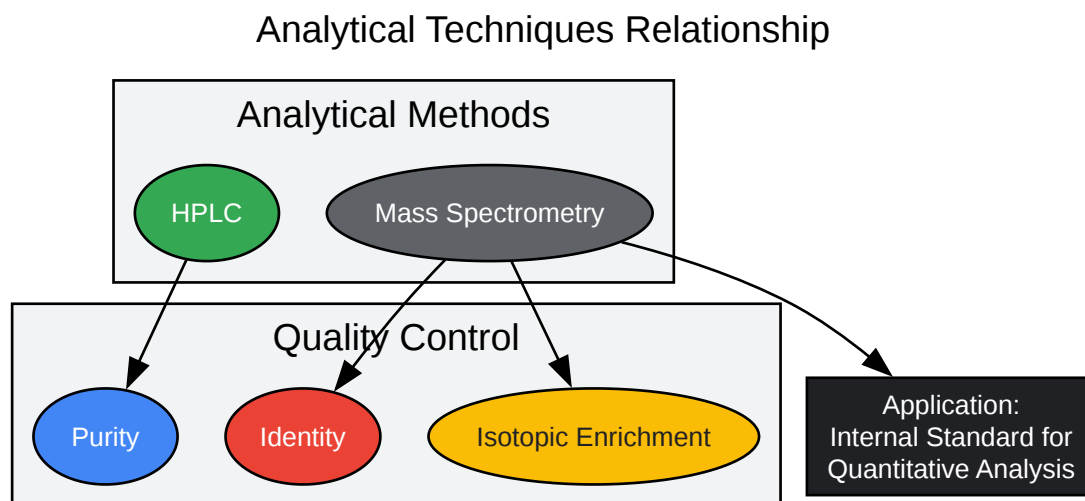 Analytical Techniques Relationship
Analytical Methods
HPLC
Mass Spectrometry
Quality Control
Purity
Identity
Isotopic Enrichment
Application:
Internal Standard for
Quantitative Analysis